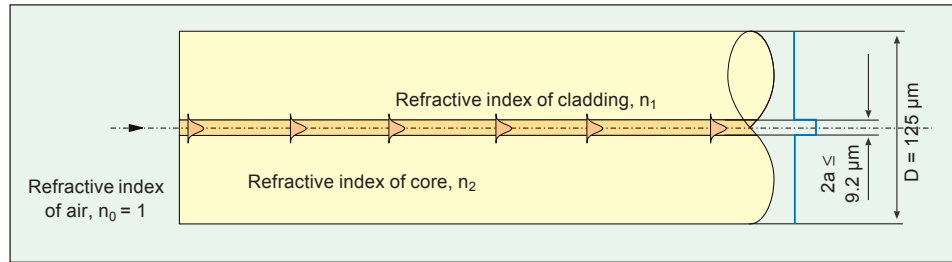 Refractive index of cladding, n₁
Refractive index of core, n₂
Refractive index
of air, n₀ = 1
2a ≤
9.2 μm
D = 125 μm